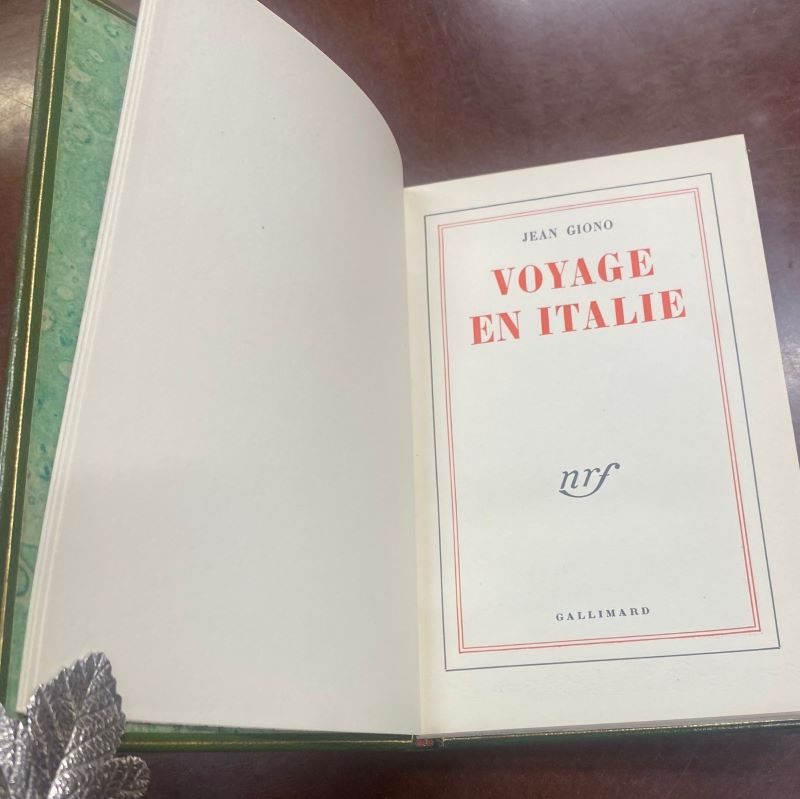 JEAN GIONO
VOYAGE
EN ITALIE
nrf
GALLIMARD